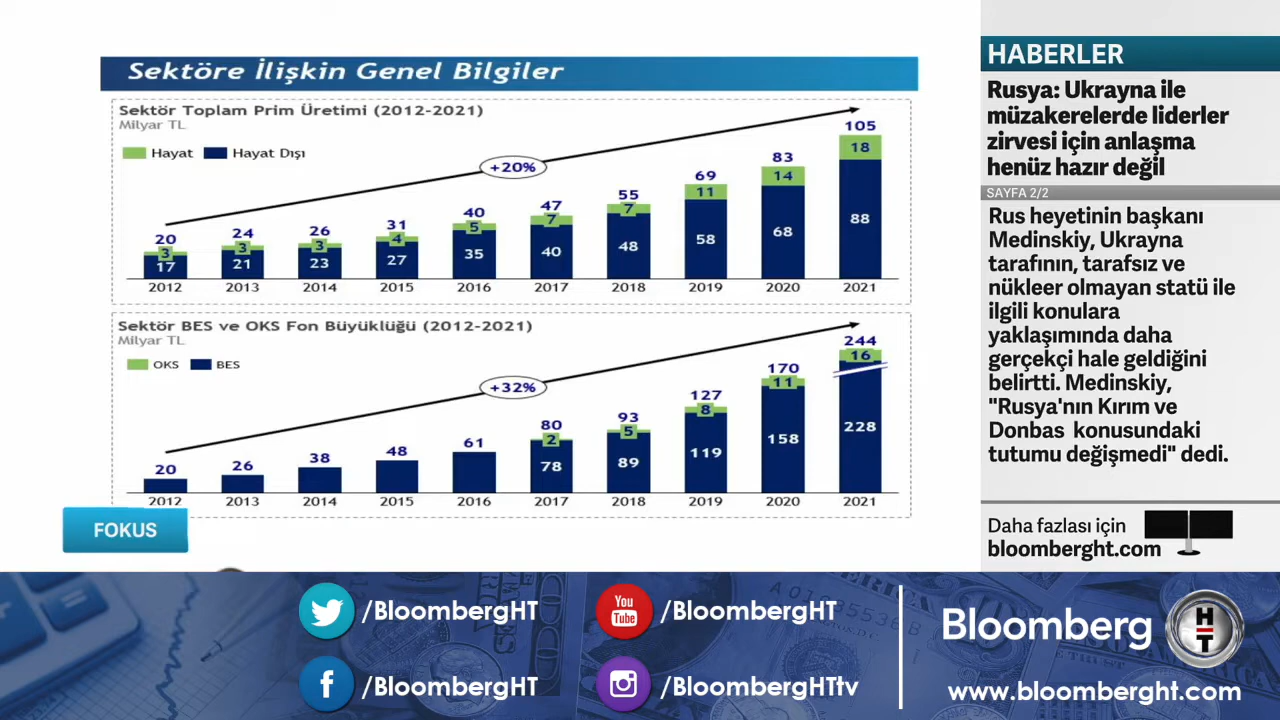 Sektöre İlişkin Genel Bilgiler
Sektör Toplam Prim Üretimi (2012-2021)
Milyar TL
Hayat Hayat Dışı
+20%
20 24 26 31 40 47 55 69 83 105
3 3 3 4 5 7 7 11 14 18
17 21 23 27 35 40 48 58 68 88
2012 2013 2014 2015 2016 2017 2018 2019 2020 2021
Sektör BES ve OKS Fon Büyüklüğü (2012-2021)
Milyar TL
OKS BES
+32%
20 26 38 48 61 80 93 127 170 244
2 5 8 11 16
78 89 119 158 228
2012 2013 2014 2015 2016 2017 2018 2019 2020 2021
FOKUS
HABERLER
Rusya: Ukrayna ile
müzakerelerde liderler
zirvesi için anlaşma
henüz hazır değil
SAYFA 2/2
Rus heyetinin başkanı
Medinskiy, Ukrayna
tarafının, tarafsız ve
nükleer olmayan statü ile
ilgili konulara
yaklaşımında daha
gerçekçi hale geldiğini
belirtti. Medinskiy,
"Rusya'nın Kırım ve
Donbas konusundaki
tutumu değişmedi" dedi.
Daha fazlası için
bloomberght.com
/BloombergHT
You
Tube
/BloombergHT
/BloombergHT
/BloombergHTtv
Bloomberg
HT
www.bloomberght.com